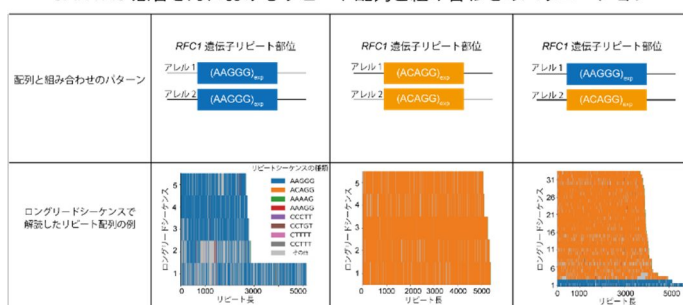 RFC1 遺伝子リピート部位
RFC1 遺伝子リピート部位
RFC1 遺伝子リピート部位
配列と組み合わせのパターン
アレル 1 (AAGGG)exp
アレル 2 (AAGGG)exp
アレル 1 (ACAGG)exp
アレル 2 (ACAGG)exp
アレル 1 (AAGGG)exp
アレル 2 (ACAGG)exp
ロングリードシーケンスで
解読したリピート配列の例
ロングリードシーケンス
5
4
3
2
1
0 1000 3000 5000
リピート長
リピートシーケンスの種類
AAGGG
ACAGG
AAAAG
AAAGG
CCCTT
CCTGT
CTTTT
CCTTT
その他
ロングリードシーケンス
5
4
3
2
1
0 1000 3000 5000
リピート長
ロングリードシーケンス
31
26
21
16
11
6
1
0 1000 3000 5000
リピート長